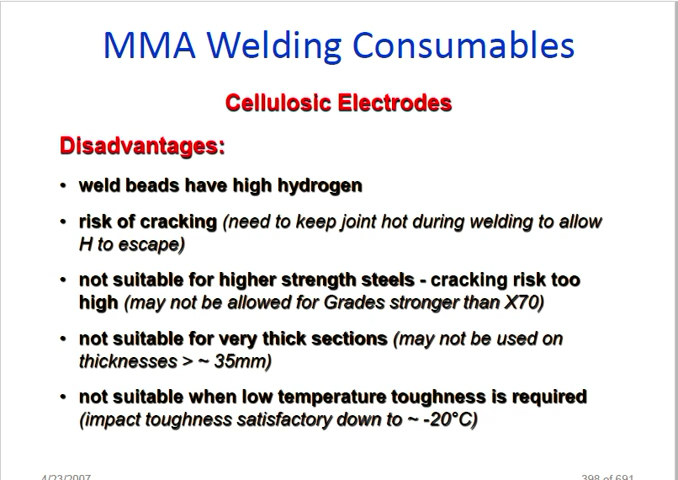 MMA Welding Consumables
Cellulosic Electrodes
Disadvantages:
• weld beads have high hydrogen
• risk of cracking (need to keep joint hot during welding to allow
H to escape)
• not suitable for higher strength steels - cracking risk too
high (may not be allowed for Grades stronger than X70)
• not suitable for very thick sections (may not be used on
thicknesses > ~ 35mm)
• not suitable when low temperature toughness is required
(impact toughness satisfactory down to ~ -20°C)
4/23/2007
398 of 691